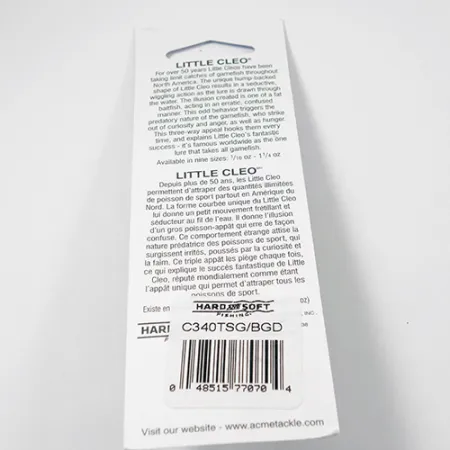 LITTLE CLEO®
For over 50 years Little Cleos have been
taking limit catches of gamefish throughout
North America. The unique hump-backed
shape of Little Cleo results in a seductive,
wiggling action as the lure is drawn through
the water. The illusion created is one of a fat
baitfish, acting in an erratic, confused
manner. This odd behavior triggers the
predatory nature of the gamefish, who strike
out of curiosity and anger, as well as hunger.
This three-way appeal hooks them every
time, and explains Little Cleo's fantastic
success - it's famous worldwide as the one
lure that takes all gamefish.
Available in nine sizes: 1/16 oz - 1 1/4 oz
LITTLE CLEO
Depuis plus de 50 ans, les Little Cleo
permettent d'attraper des quantités illimitées
de poisson de sport partout en Amérique du
Nord. La forme courbée unique du Little Cleo
lui donne un petit mouvement frétillant et
séducteur au fil de l'eau. Il donne l'illusion
d'un gros poisson-appât qui erre de façon
confuse. Ce comportement étrange attise la
nature prédatrice des poissons de sport, qui
surgissent irrités, poussés par la curiosité et
la faim. Ce triple appât les piège chaque fois,
ce qui explique le succès fantastique de Little
Cleo, réputé mondialement comme étant
l'appât unique qui permet d'attraper tous les
poissons de sport.
Existe en oz)
HARD INC.
HARD AND SOFT
FISHING
C340TSG/BGD
0 48515 77070 4
Visit our website - www.acmetackle.com